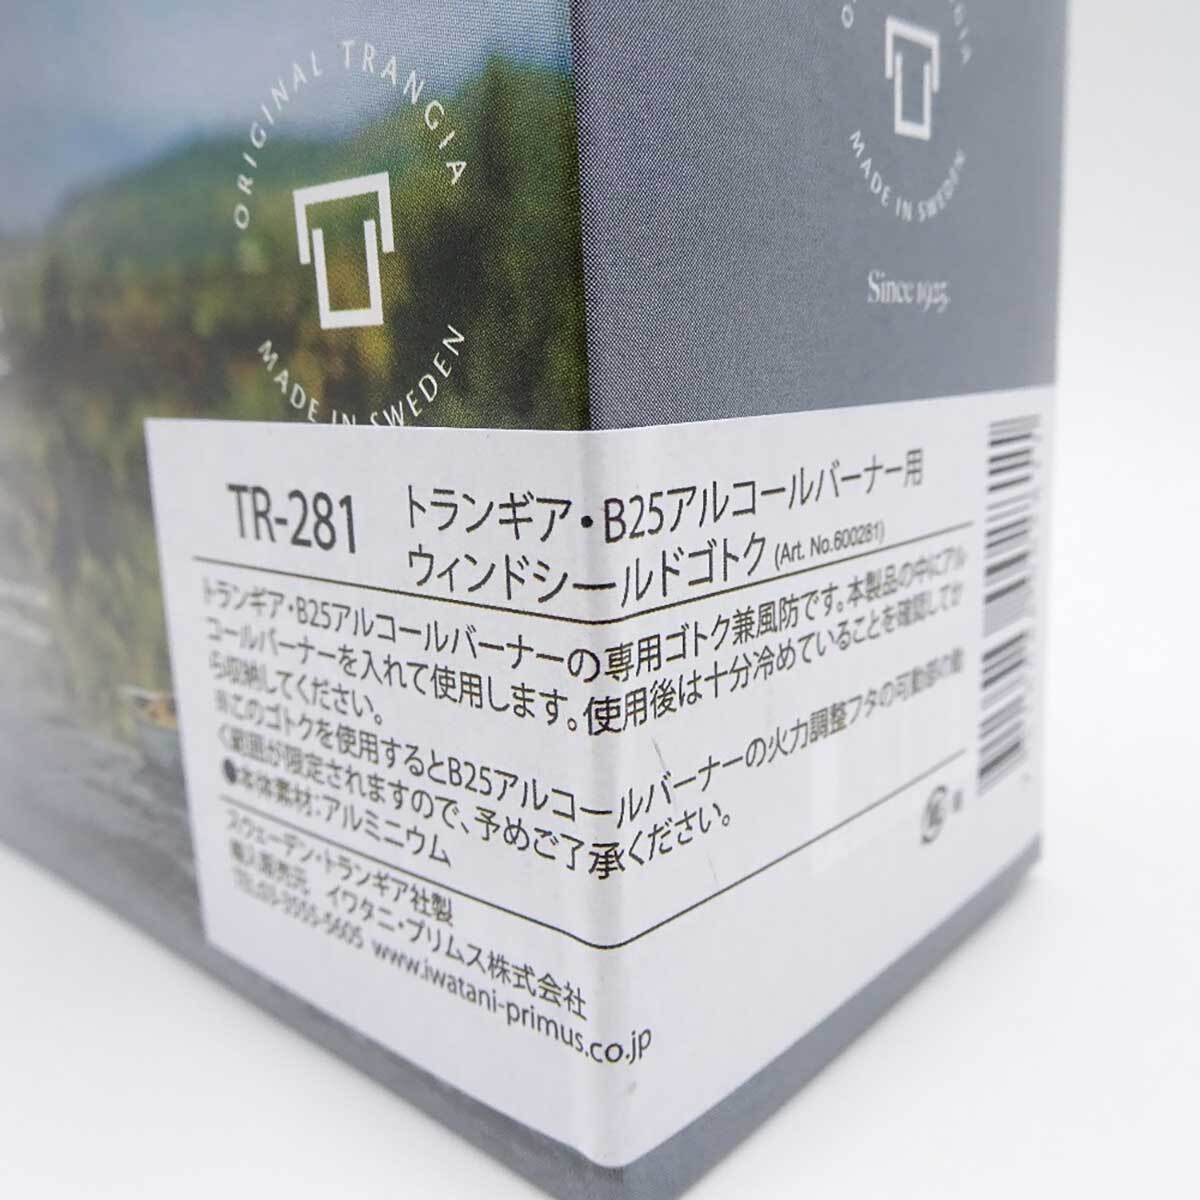 ORIGINAL TRANGIA
MADE IN SWEDEN
MADE IN SWEDEN
Since 1925.
TR-281
トランギア・B25アルコールバーナー用
ウィンドシールドゴトク (Art. No.600281)
トランギア・B25アルコールバーナーの専用ゴトク兼風防です。本製品の中にアル
コールバーナーを入れて使用します。使用後は十分冷めていることを確認してか
ら収納してください。
※このゴトクを使用するとB25アルコールバーナーの火力調整フタの可動部の動
く範囲が限定されますので、予めご了承ください。
●本体素材:アルミニウム
スウェーデン・トランギア社製
輸入販売元 イワタニ・プリムス株式会社
TEL:03-3555-5605 www.iwatani-primus.co.jp